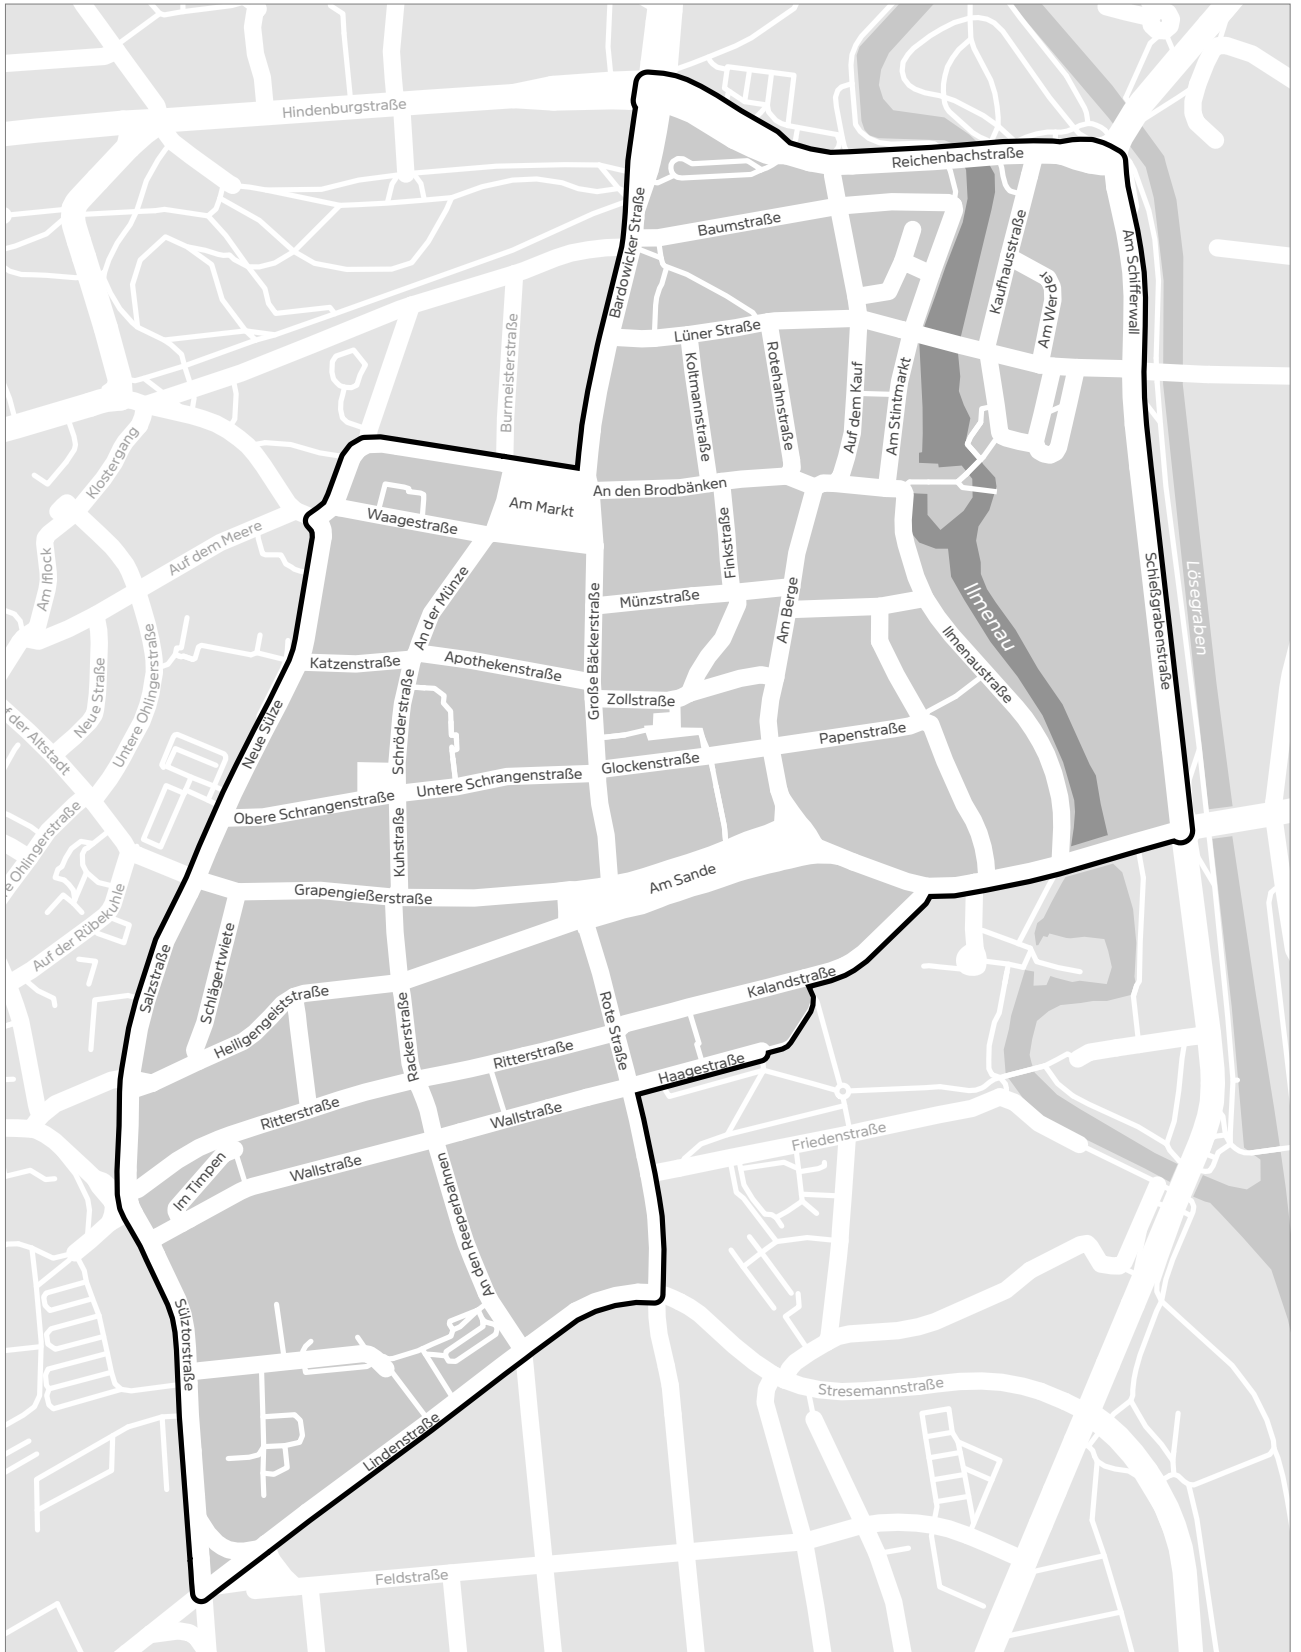 Hindenburgstraße
Reichenbachstraße
Bardowicker Straße
Baumstraße
Kaufhausstraße
Am Werder
Am Schifferwall
Lüner Straße
Burmeisterstraße
Koltmannstraße
Rotehahnstraße
Auf dem Kauf
Am Stintmarkt
Klostergang
An den Brodbänken
Am Markt
Waagestraße
Auf dem Meere
Finkstraße
Am Iflock
An der Münze
Münzstraße
Am Berge
Große Bäckerstraße
Ilmenau
Ilmenaustraße
Schießgrabenstraße
Lösegraben
Katzenstraße
Apothekenstraße
Zollstraße
Neue Straße
Untere Ohlingerstraße
Neue Sülze
Schröderstraße
f der Altstadt
Papenstraße
Glockenstraße
Untere Schrangenstraße
Obere Schrangenstraße
e Ohlingerstraße
Kuhstraße
Am Sande
Grapengießerstraße
Auf der Rübekuhle
Schlägertwiete
Salzstraße
Heiligengeiststraße
Kalandstraße
Rote Straße
Rackerstraße
Ritterstraße
Haagestraße
Ritterstraße
Wallstraße
Friedenstraße
Wallstraße
Im Timpen
An den Reeperbahnen
Sülztorstraße
Stresemannstraße
Lindenstraße
Feldstraße